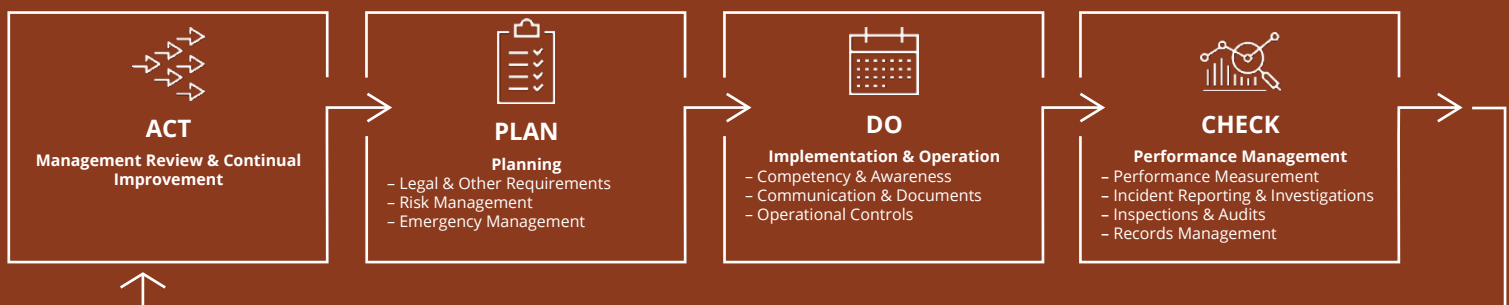 ACT
Management Review & Continual
Improvement
PLAN
Planning
– Legal & Other Requirements
– Risk Management
– Emergency Management
DO
Implementation & Operation
– Competency & Awareness
– Communication & Documents
– Operational Controls
CHECK
Performance Management
– Performance Measurement
– Incident Reporting & Investigations
– Inspections & Audits
– Records Management